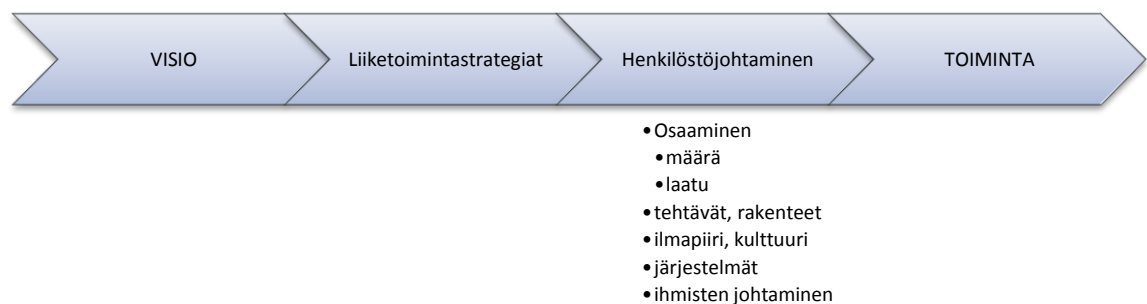 VISIO
Liiketoimintastrategiat
Henkilöstöjohtaminen
TOIMINTA
•Osaaminen
•määrä
•laatu
•tehtävät, rakenteet
•ilmapiiri, kulttuuri
•järjestelmät
•ihmisten johtaminen